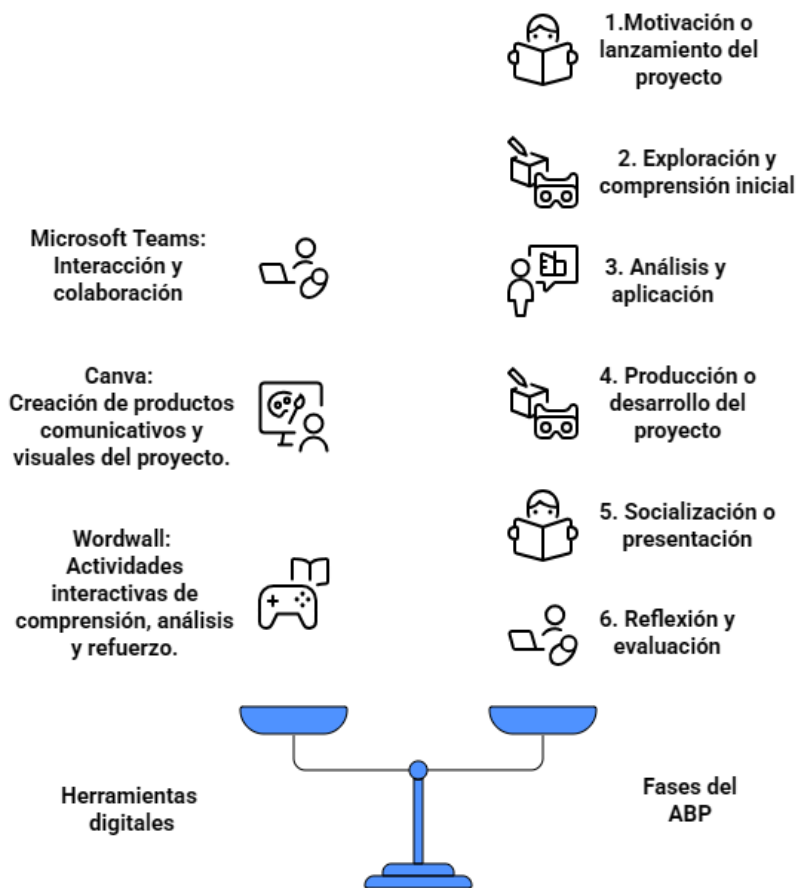 Microsoft Teams:
Interacción y
colaboración
Canva:
Creación de productos
comunicativos y
visuales del proyecto.
Wordwall:
Actividades
interactivas de
comprensión, análisis
y refuerzo.
Herramientas
digitales
1.Motivación o
lanzamiento del
proyecto
2. Exploración y
comprensión inicial
3. Análisis y
aplicación
4. Producción o
desarrollo del
proyecto
5. Socialización o
presentación
6. Reflexión y
evaluación
Fases del
ABP